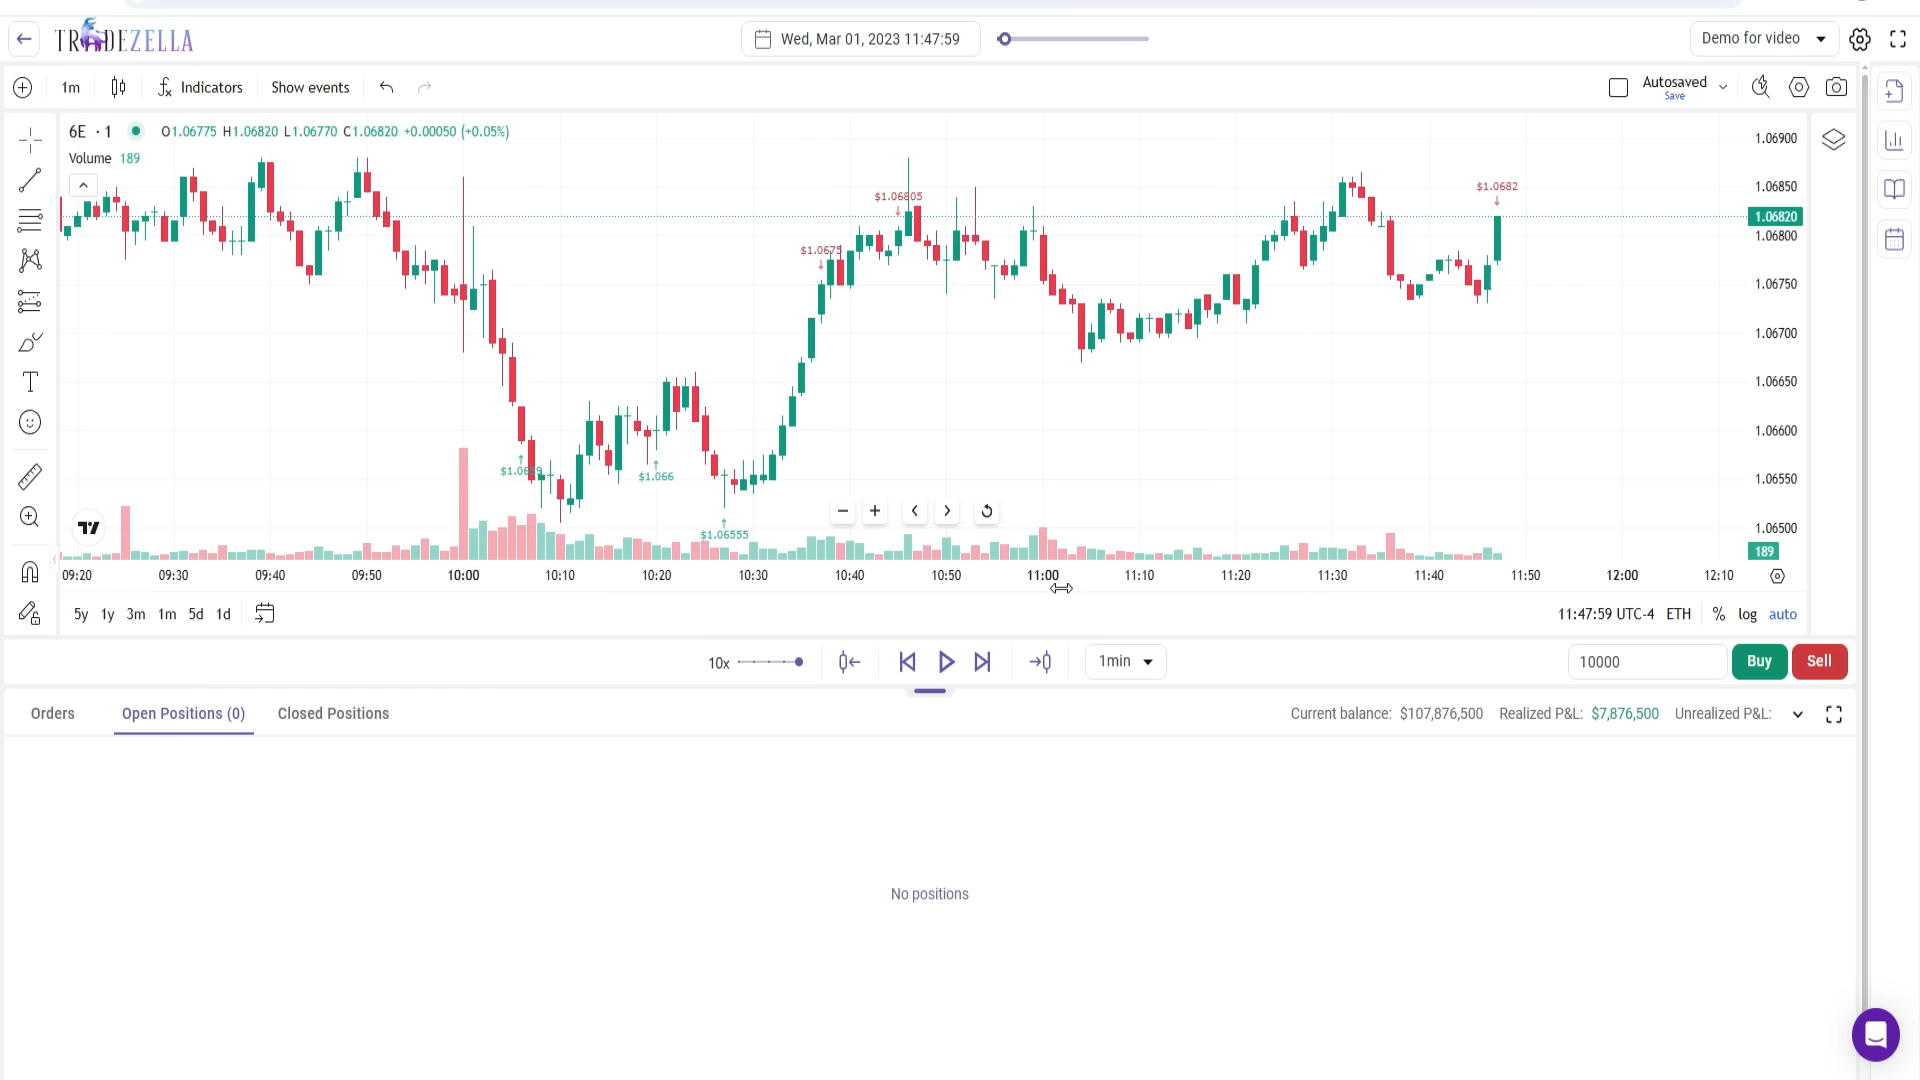 TRADEZELLA
Wed, Mar 01, 2023 11:47:59
Demo for video
1m
Indicators
Show events
Autosaved
Save
6E · 1 O1.06775 H1.06820 L1.06770 C1.06820 +0.00050 (+0.05%)
Volume 189
1.06900
1.06850
1.06820
1.06800
1.06750
1.06700
1.06650
1.06600
1.06550
1.06500
189
$1.0682
$1.06805
$1.0675
$1.066
$1.06555
09:20 09:30 09:40 09:50 10:00 10:10 10:20 10:30 10:40 10:50 11:00 11:10 11:20 11:30 11:40 11:50 12:00 12:10
5y 1y 3m 1m 5d 1d
11:47:59 UTC-4 ETH % log auto
10x
1min
10000
Buy
Sell
Orders
Open Positions (0)
Closed Positions
Current balance: $107,876,500 Realized P&L: $7,876,500 Unrealized P&L:
No positions